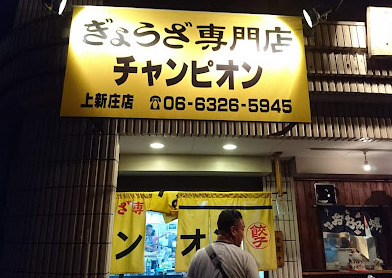 ぎょうざ専門店
チャンピオン
上新庄店 ☎06-6326-5945
ざ専
ンオ
餃子